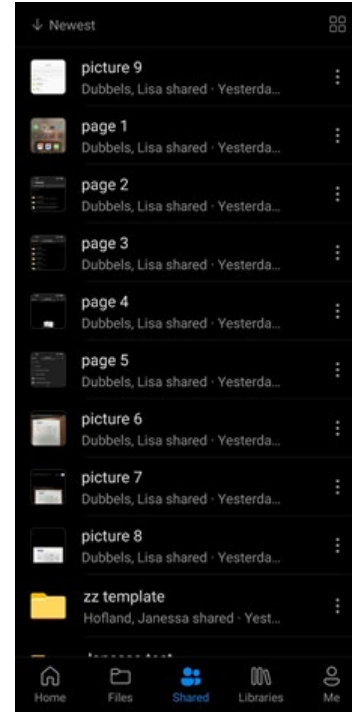 Newest
picture 9
Dubbels, Lisa shared · Yesterda...
page 1
Dubbels, Lisa shared · Yesterda...
page 2
Dubbels, Lisa shared · Yesterda...
page 3
Dubbels, Lisa shared · Yesterda...
page 4
Dubbels, Lisa shared · Yesterda...
page 5
Dubbels, Lisa shared · Yesterda...
picture 6
Dubbels, Lisa shared · Yesterda...
picture 7
Dubbels, Lisa shared · Yesterda...
picture 8
Dubbels, Lisa shared · Yesterda...
zz template
Hofland, Janessa shared · Yest...
Home Files Shared Libraries Me